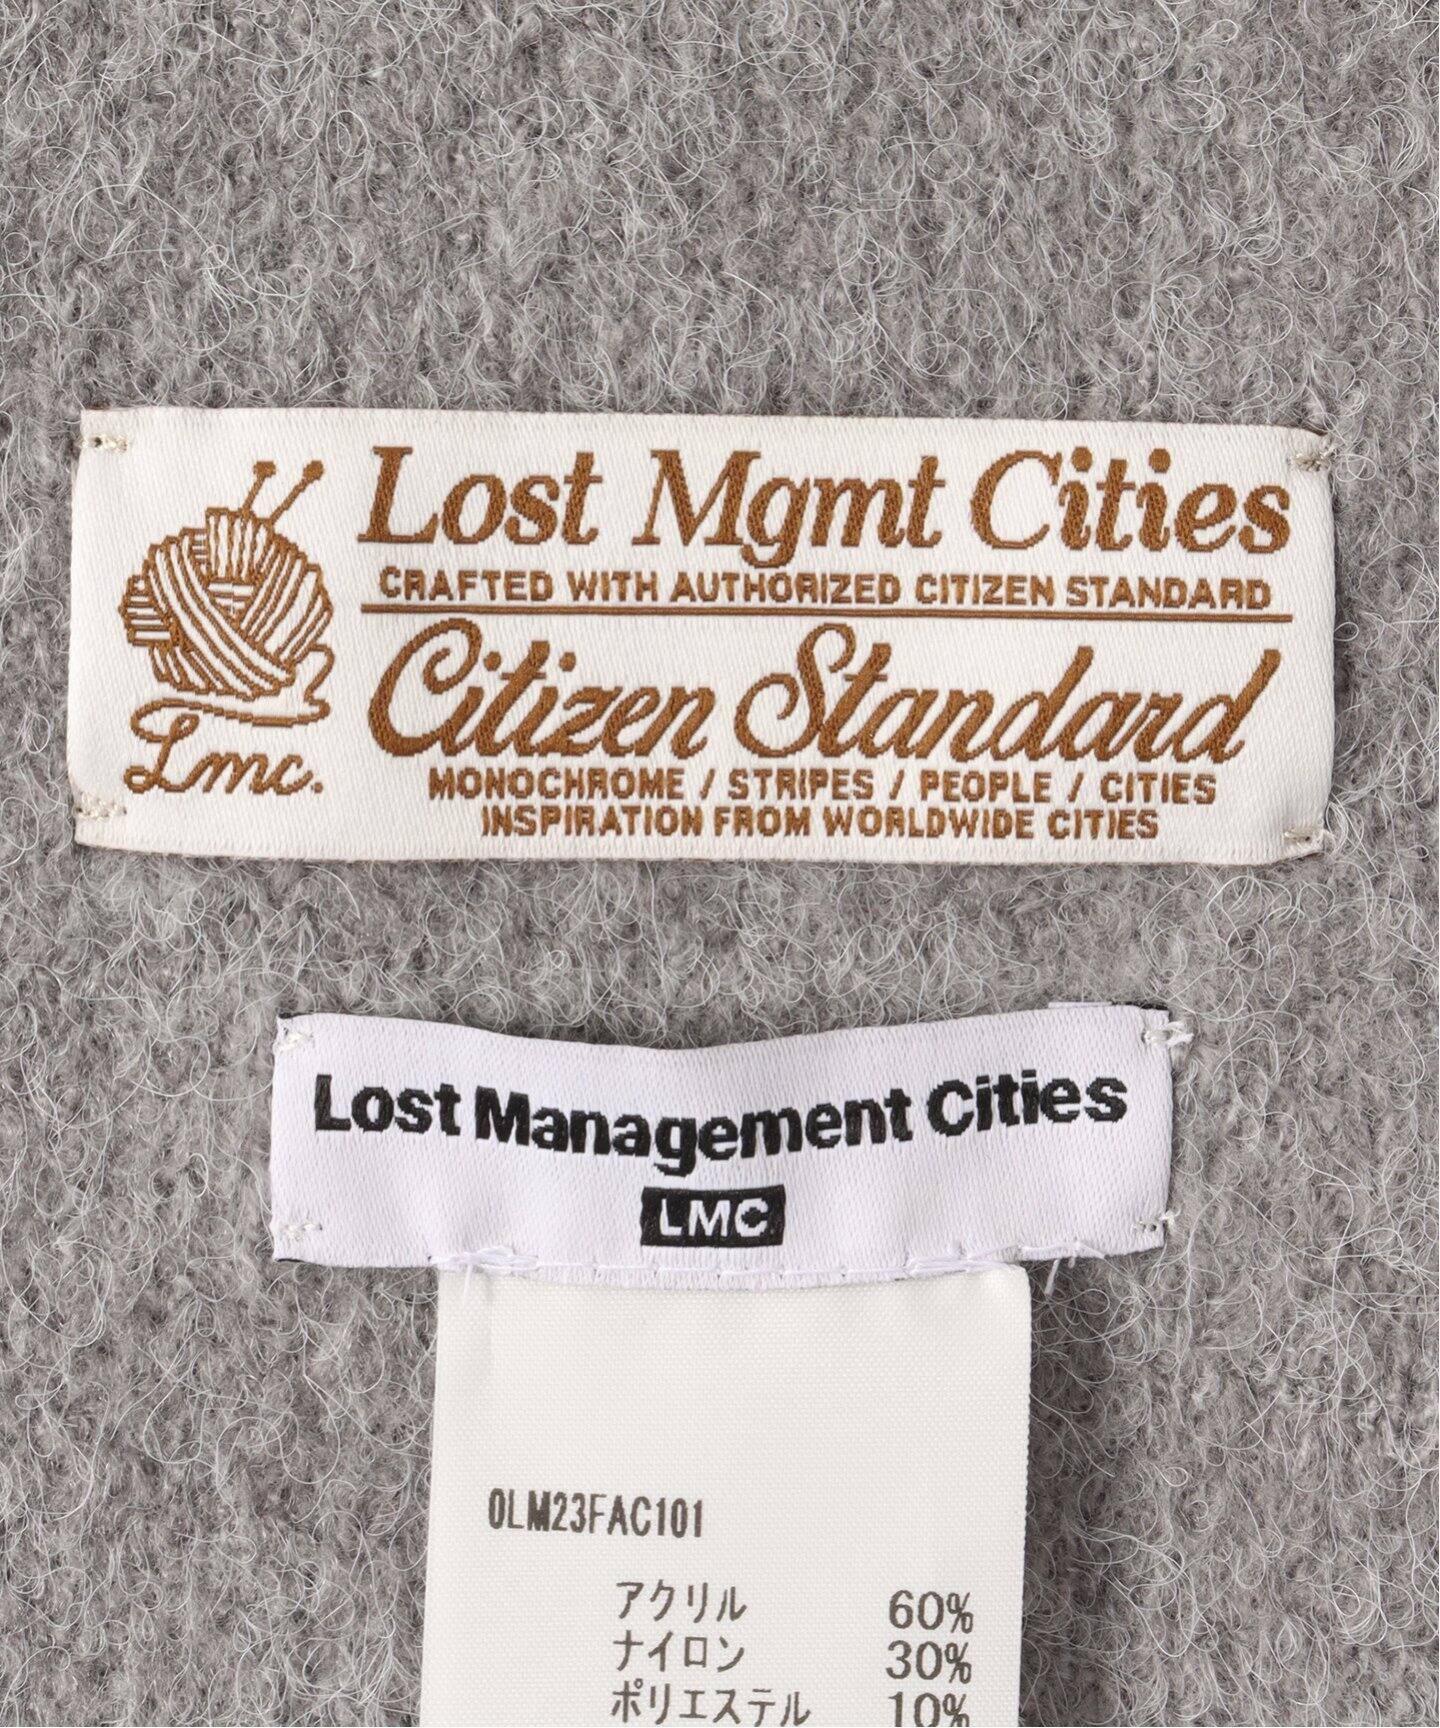 Lost Mgmt Cities
CRAFTED WITH AUTHORIZED CITIZEN STANDARD
Citizen Standard
Lmc.
MONOCHROME / STRIPES / PEOPLE / CITIES
INSPIRATION FROM WORLDWIDE CITIES
Lost Management Cities
LMC
0LM23FAC101
アクリル 60%
ナイロン 30%
ポリエステル 10%